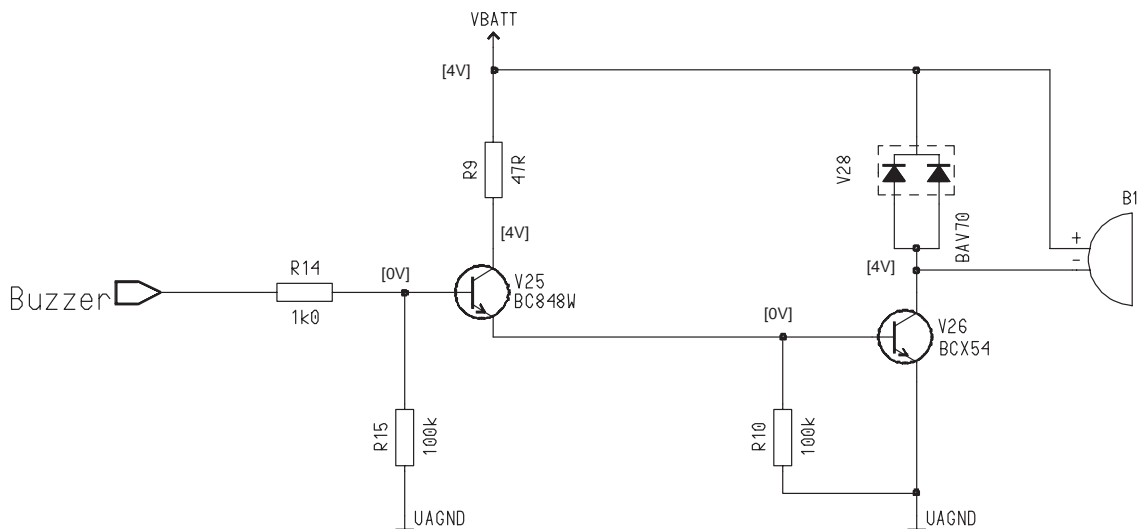 VBATT
[4V]
R9
47R
V28
BAV70
B1
+
-
[4V]
[4V]
R14
1k0
[0V]
V25
BC848W
Buzzer
[0V]
V26
BCX54
R15
100k
R10
100k
UAGND
UAGND